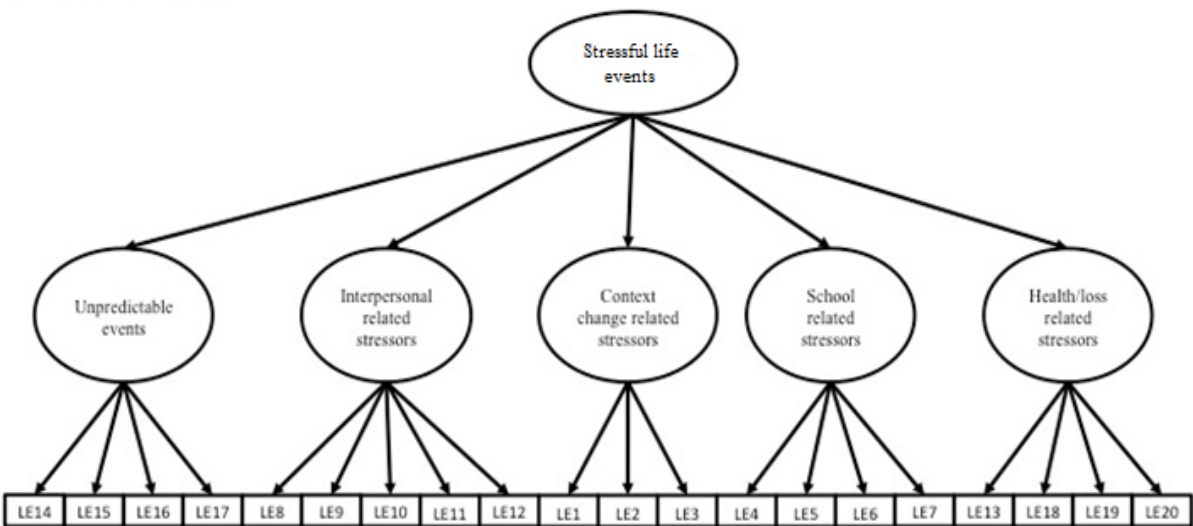 Stressful life
events
Unpredictable
events
Interpersonal
related
stressors
Context
change related
stressors
School
related
stressors
Health/loss
related
stressors
LE14 LE15 LE16 LE17 LE8 LE9 LE10 LE11 LE12 LE1 LE2 LE3 LE4 LE5 LE6 LE7 LE13 LE18 LE19 LE20